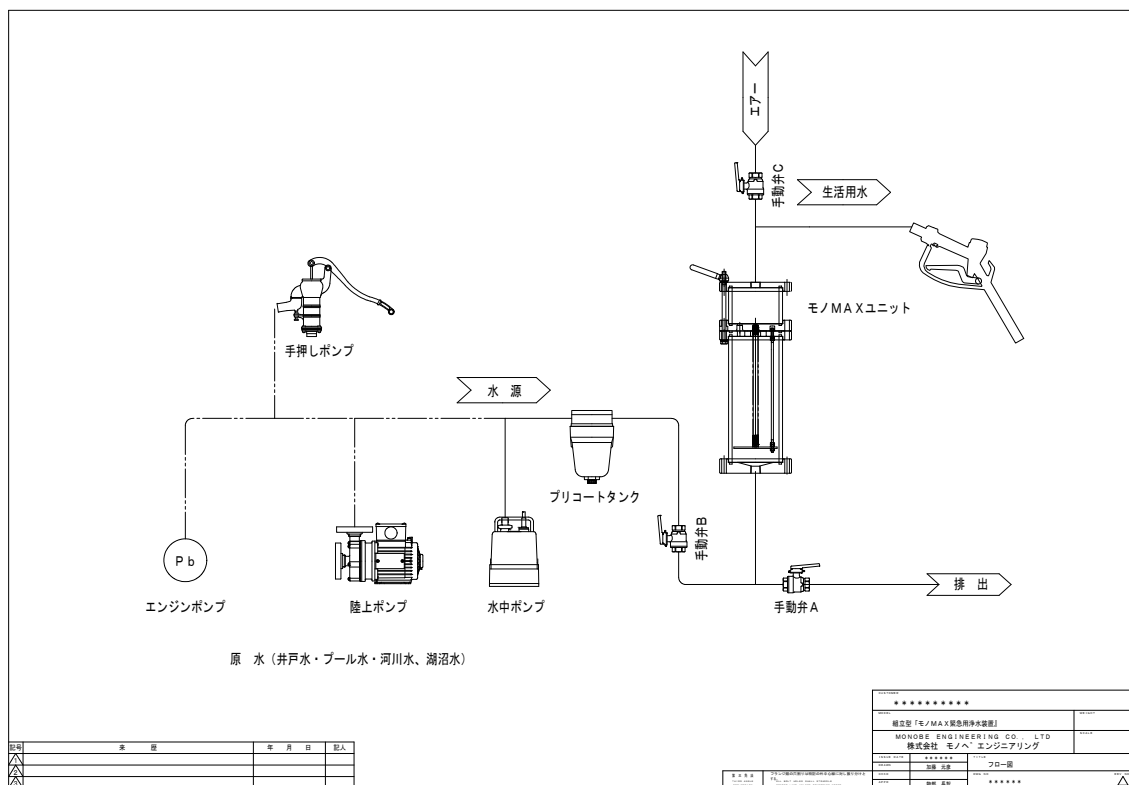 エアー
手動弁C
生活用水
モノMAXユニット
手押しポンプ
水 源
プリコートタンク
手動弁B
Pb
エンジンポンプ
陸上ポンプ
水中ポンプ
手動弁A
排 出
原 水（井戸水・プール水・河川水、湖沼水）
＊＊＊＊＊＊＊＊＊＊
組立型『モノMAX緊急用浄水装置』
MONOBE ENGINEERING CO., LTD
株式会社 モノベエンジニアリング
＊＊＊＊＊＊
フロー図
＊＊＊＊＊＊
記号 来 歴 年 月 日 記入
1
2
3